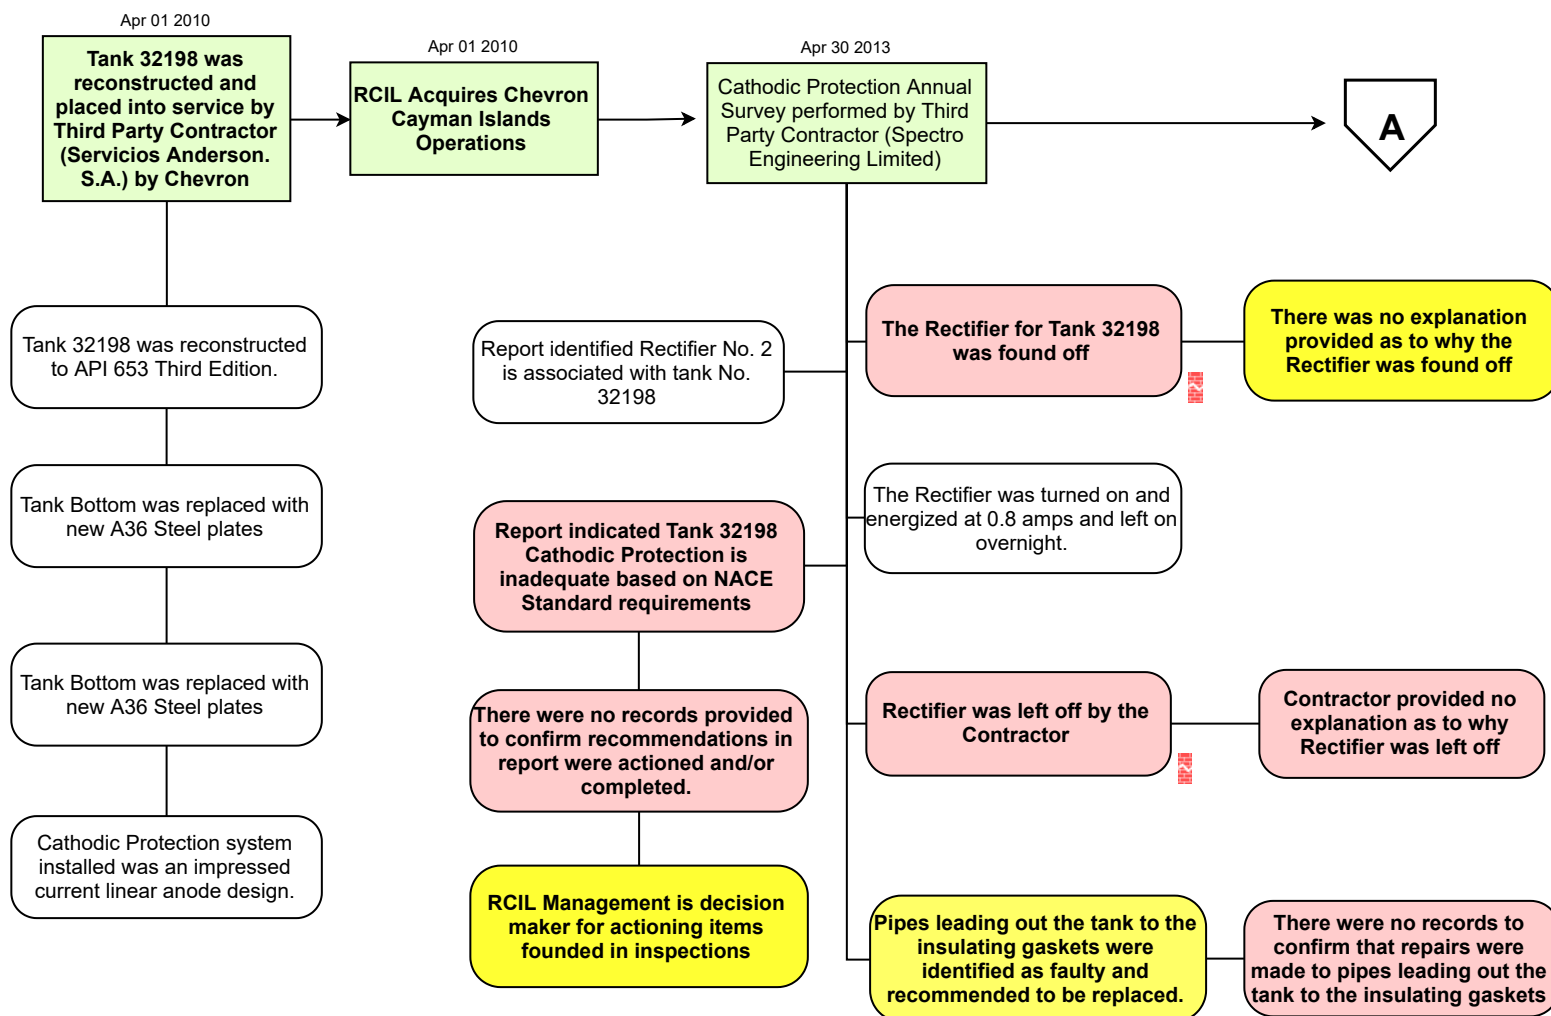 Apr 01 2010
Tank 32198 was
reconstructed and
placed into service by
Third Party Contractor
(Servicios Anderson.
S.A.) by Chevron
Apr 01 2010
RCIL Acquires Chevron
Cayman Islands
Operations
Apr 30 2013
Cathodic Protection Annual
Survey performed by Third
Party Contractor (Spectro
Engineering Limited)
A
Tank 32198 was reconstructed
to API 653 Third Edition.
Tank Bottom was replaced with
new A36 Steel plates
Tank Bottom was replaced with
new A36 Steel plates
Cathodic Protection system
installed was an impressed
current linear anode design.
Report identified Rectifier No. 2
is associated with tank No.
32198
Report indicated Tank 32198
Cathodic Protection is
inadequate based on NACE
Standard requirements
There were no records provided
to confirm recommendations in
report were actioned and/or
completed.
RCIL Management is decision
maker for actioning items
founded in inspections
The Rectifier for Tank 32198
was found off
There was no explanation
provided as to why the
Rectifier was found off
The Rectifier was turned on and
energized at 0.8 amps and left on
overnight.
Rectifier was left off by the
Contractor
Contractor provided no
explanation as to why
Rectifier was left off
Pipes leading out the tank to the
insulating gaskets were
identified as faulty and
recommended to be replaced.
There were no records to
confirm that repairs were
made to pipes leading out the
tank to the insulating gaskets